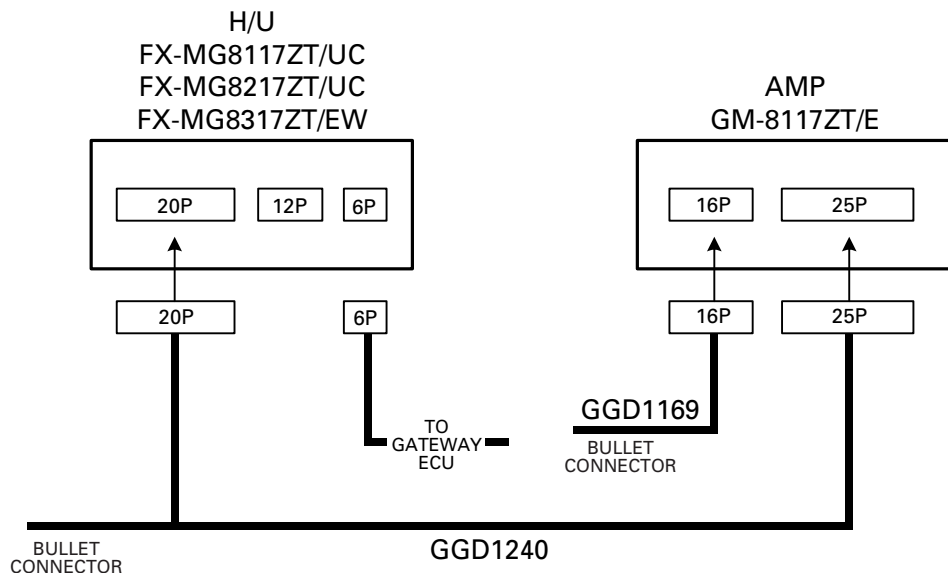 H/U
FX-MG8117ZT/UC
FX-MG8217ZT/UC
FX-MG8317ZT/EW
AMP
GM-8117ZT/E
20P
12P
6P
16P
25P
20P
6P
16P
25P
GGD1169
BULLET
CONNECTOR
TO
GATEWAY
ECU
GGD1240
BULLET
CONNECTOR